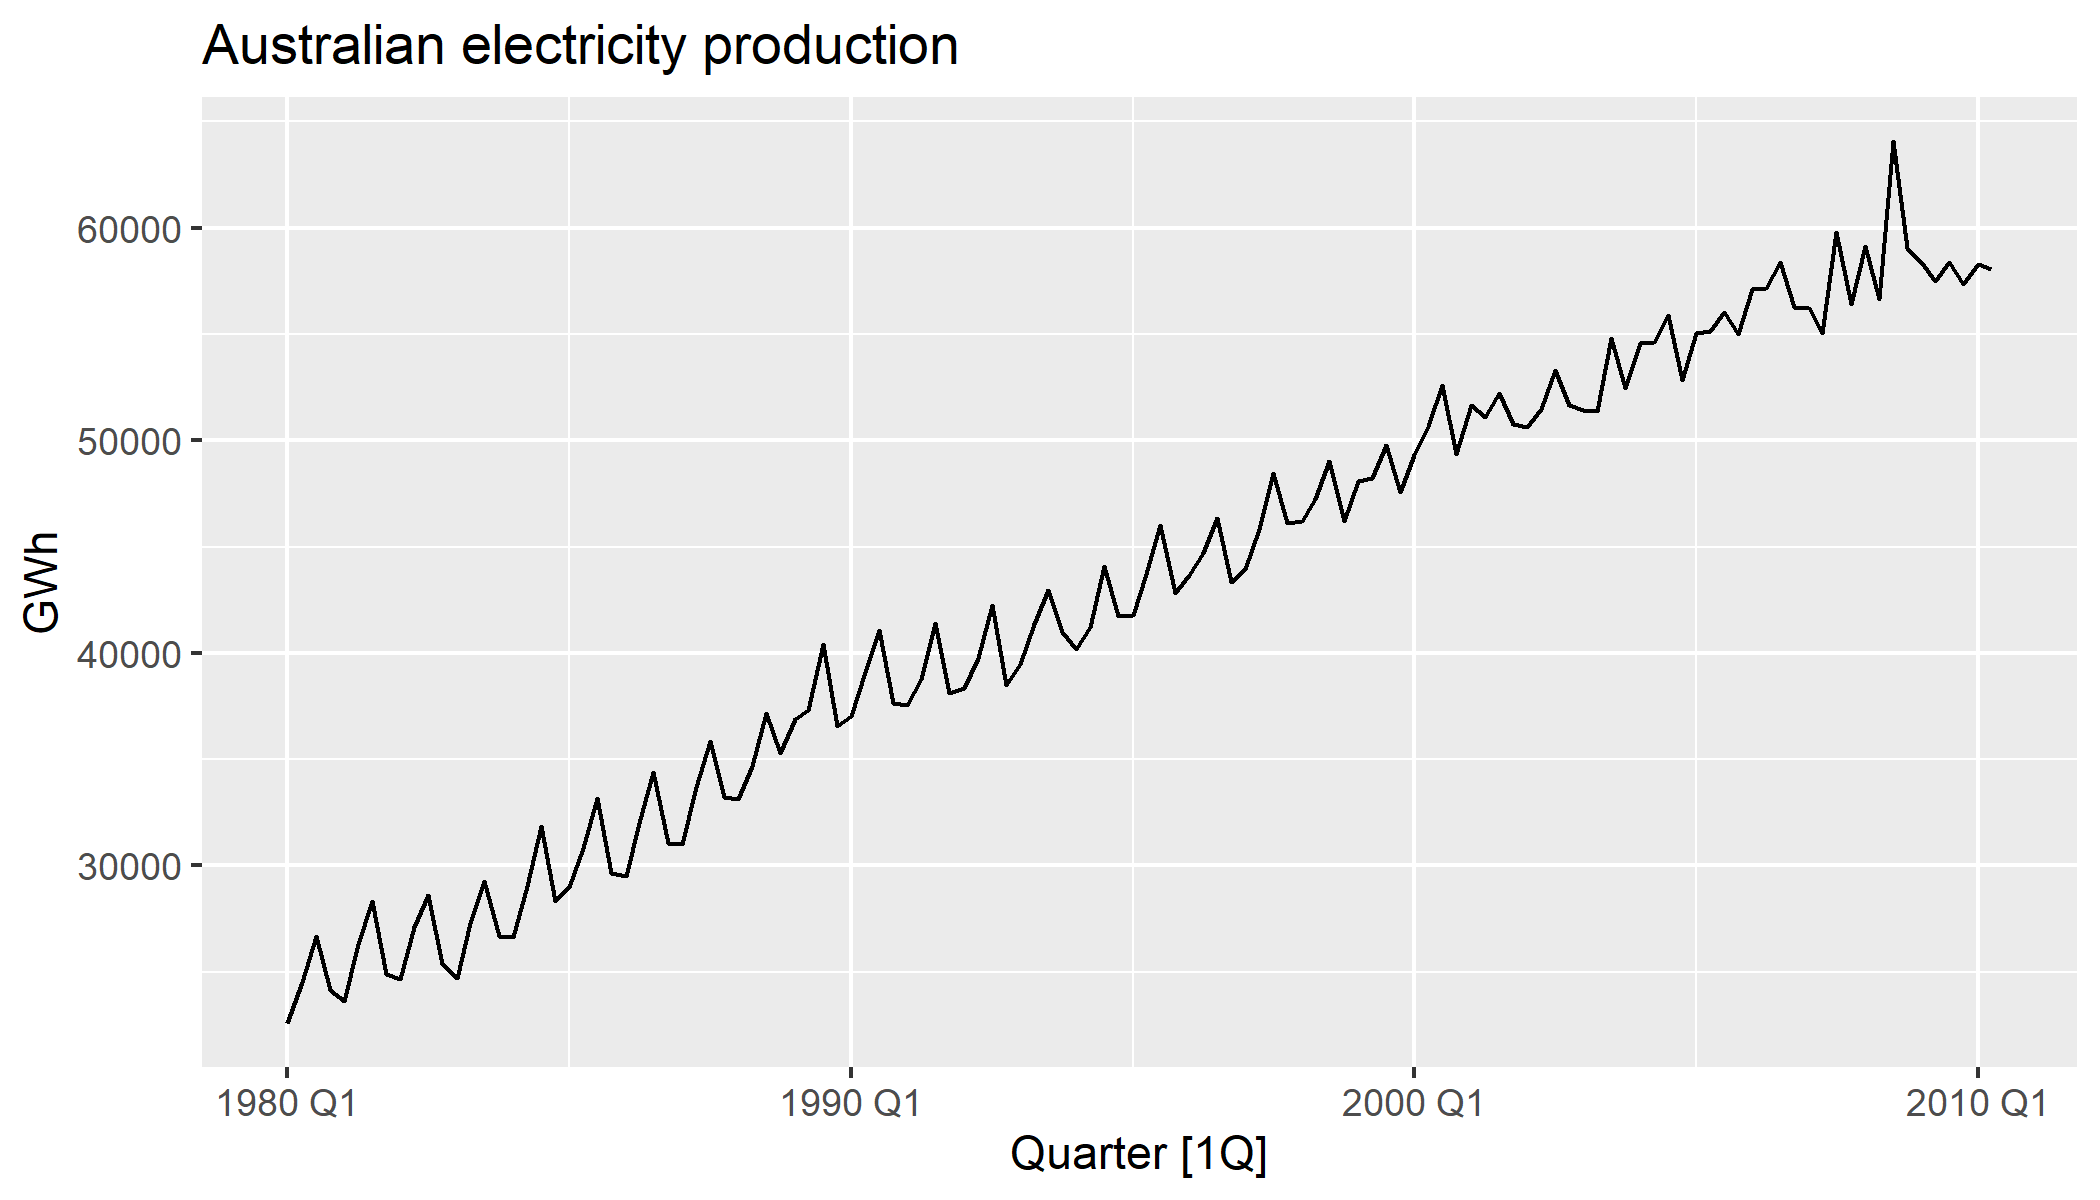 Australian electricity production
60000
50000
40000
30000
GWh
1980 Q1 1990 Q1 2000 Q1 2010 Q1
Quarter [1Q]